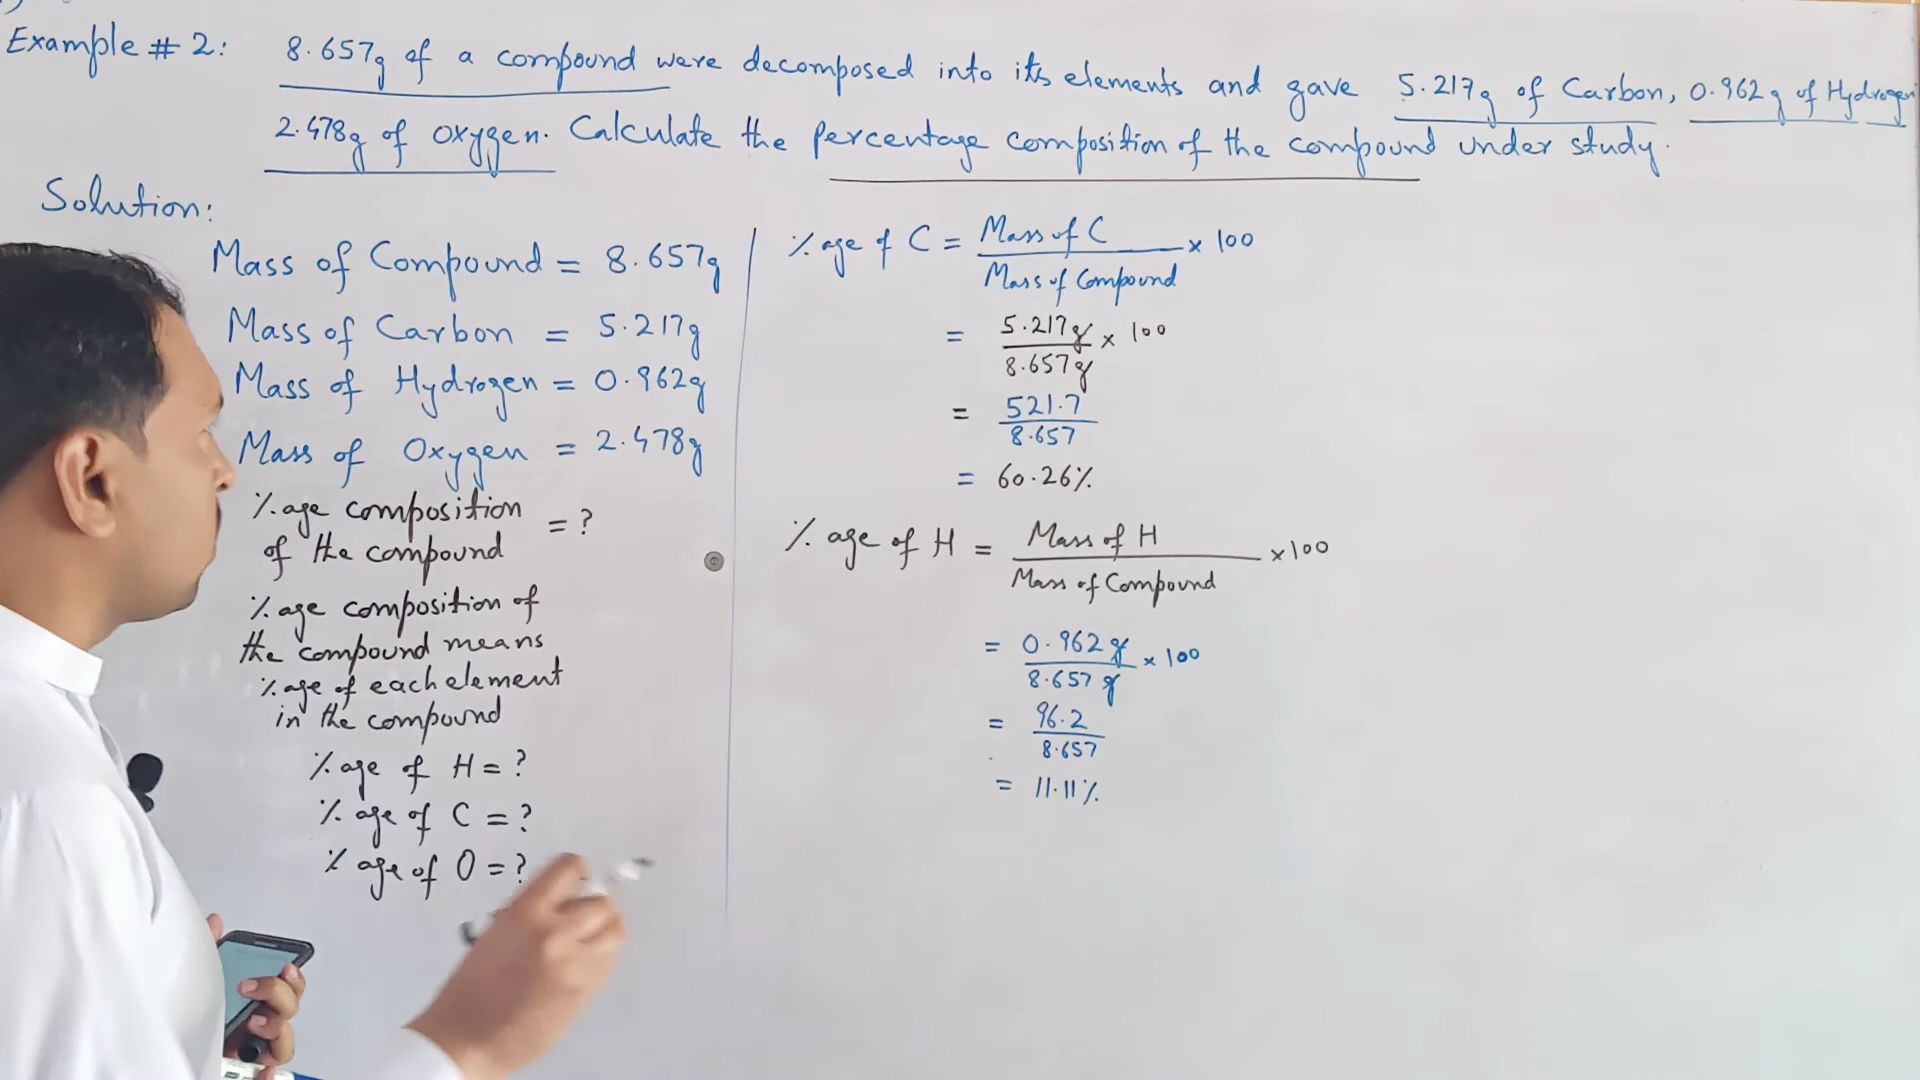 Example # 2: 8.657g of a compound were decomposed into its elements and gave 5.217g of Carbon, 0.962g of Hydrogen
2.478g of oxygen. Calculate the percentage composition of the compound under study.
Solution:
Mass of Compound = 8.657g
Mass of Carbon = 5.217g
Mass of Hydrogen = 0.962g
Mass of Oxygen = 2.478g
%age composition
of the compound = ?
%age composition of
the compound means
%age of each element
in the compound
%age of H = ?
%age of C = ?
%age of O = ?
%age of C = Mass of C / Mass of Compound × 100
= 5.217g / 8.657g × 100
= 521.7 / 8.657
= 60.26%
%age of H = Mass of H / Mass of Compound ×100
= 0.962g / 8.657g × 100
= 96.2 / 8.657
= 11.11%